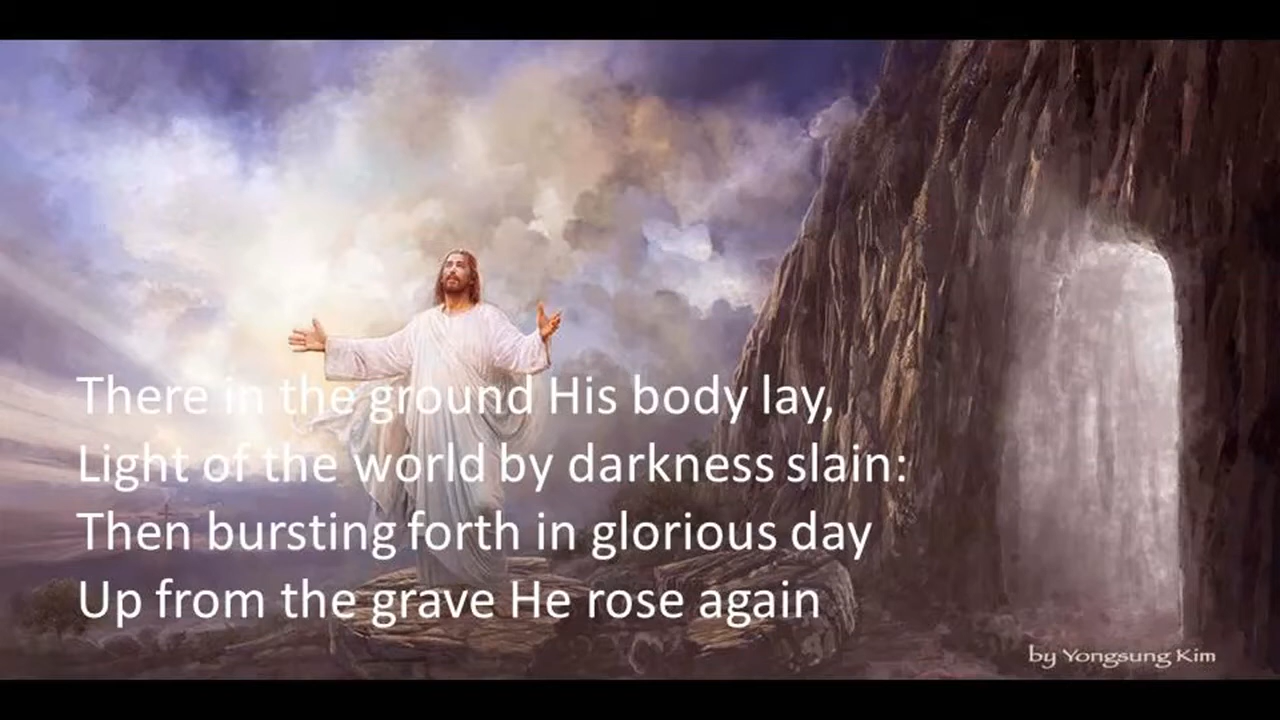 There in the ground His body lay,
Light of the world by darkness slain:
Then bursting forth in glorious day
Up from the grave He rose again
by Yongsung Kim